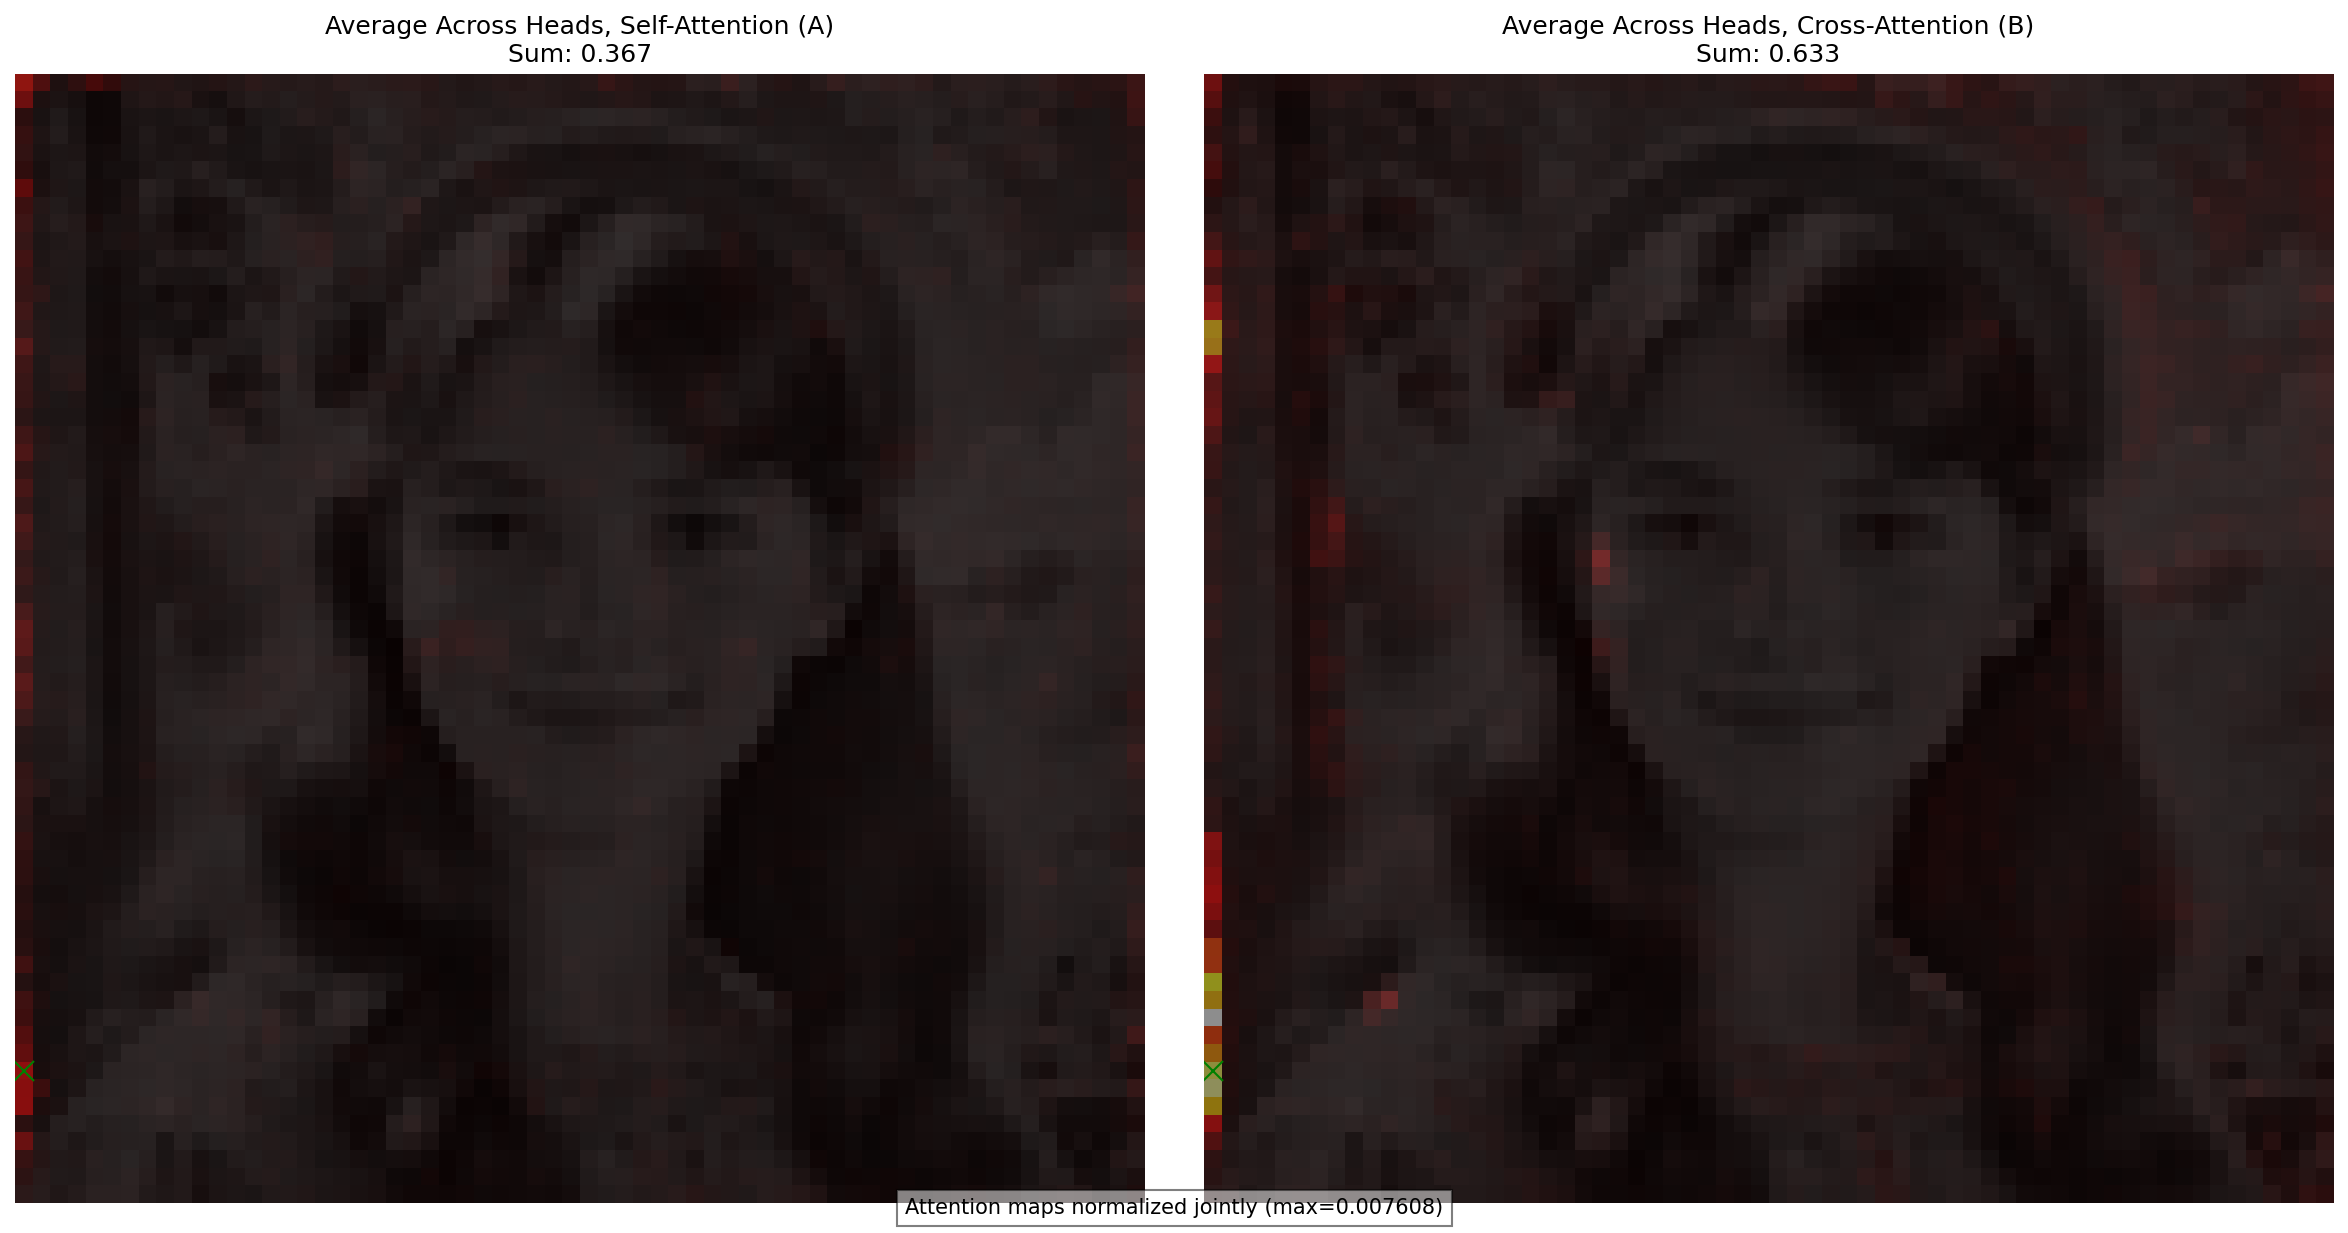 Average Across Heads, Self-Attention (A)
Sum: 0.367
Average Across Heads, Cross-Attention (B)
Sum: 0.633
Attention maps normalized jointly (max=0.007608)